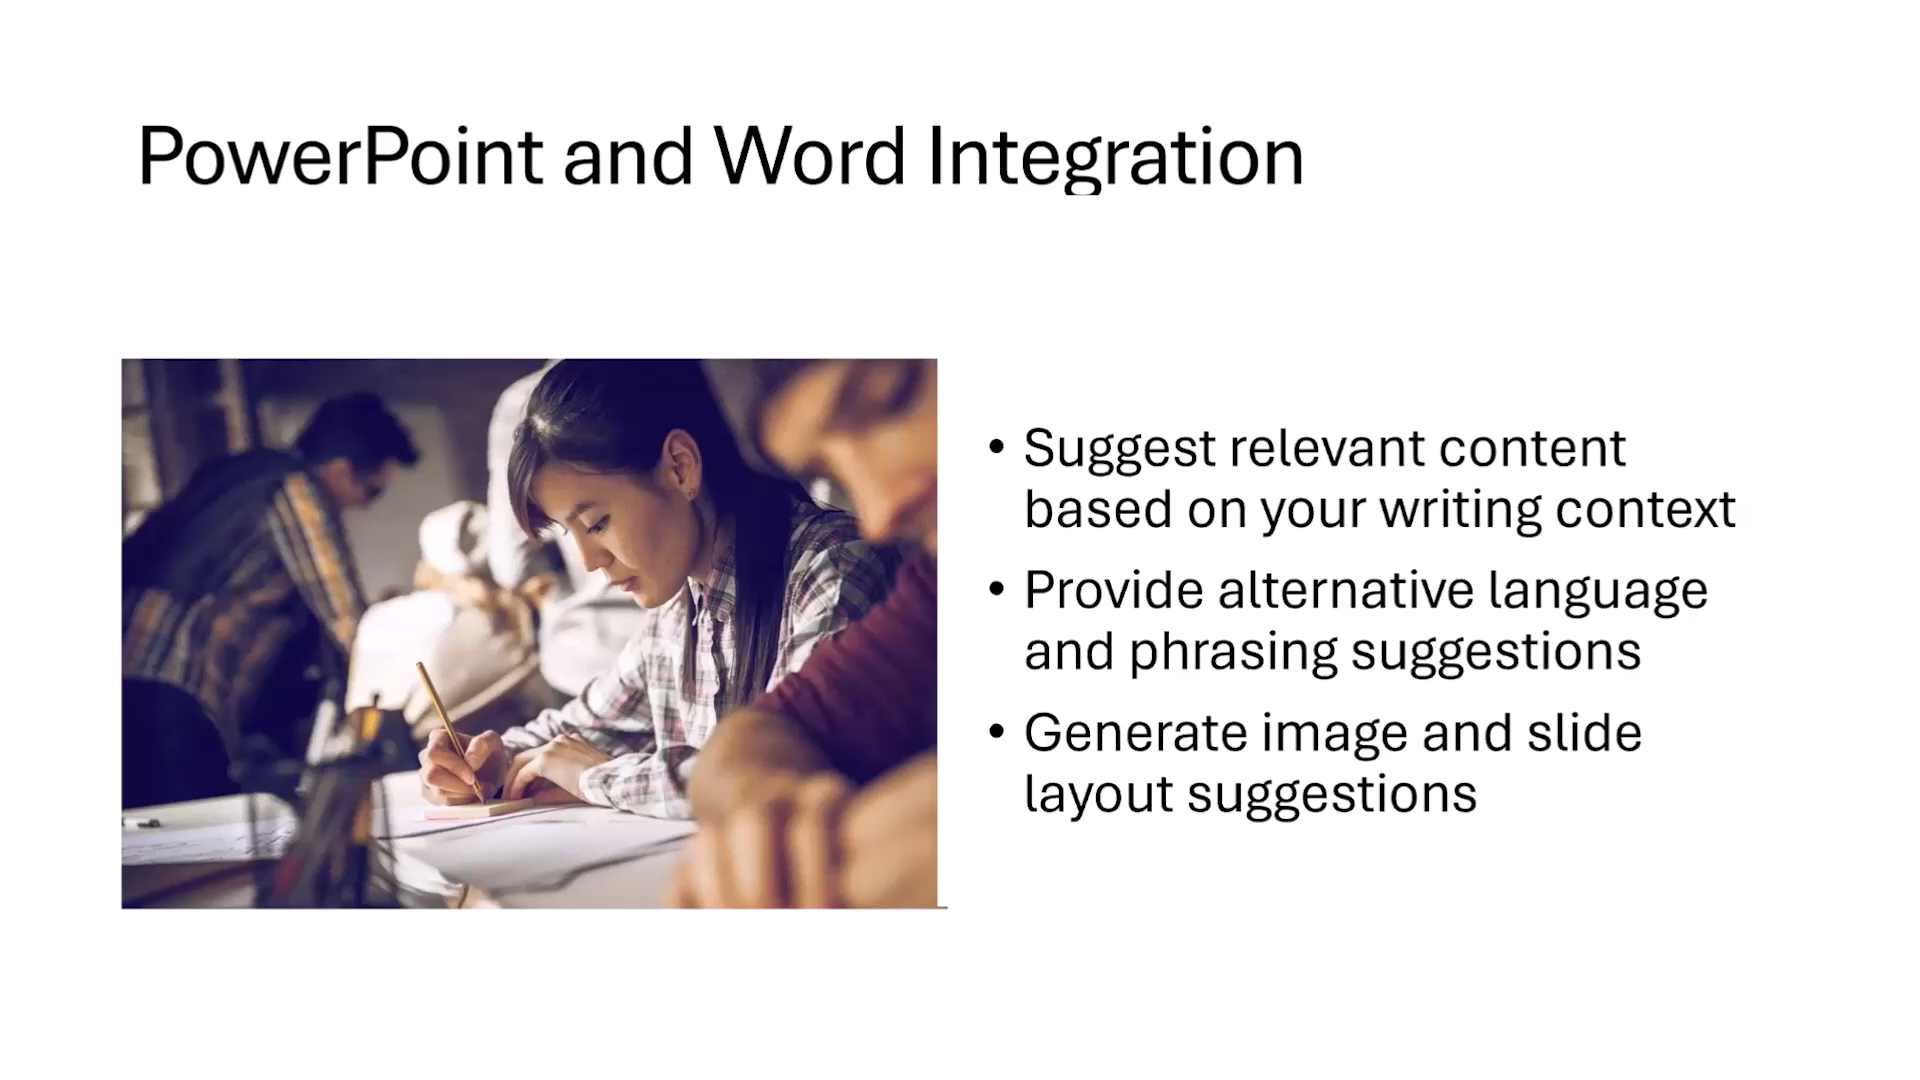 PowerPoint and Word Integration
• Suggest relevant content
based on your writing context
• Provide alternative language
and phrasing suggestions
• Generate image and slide
layout suggestions